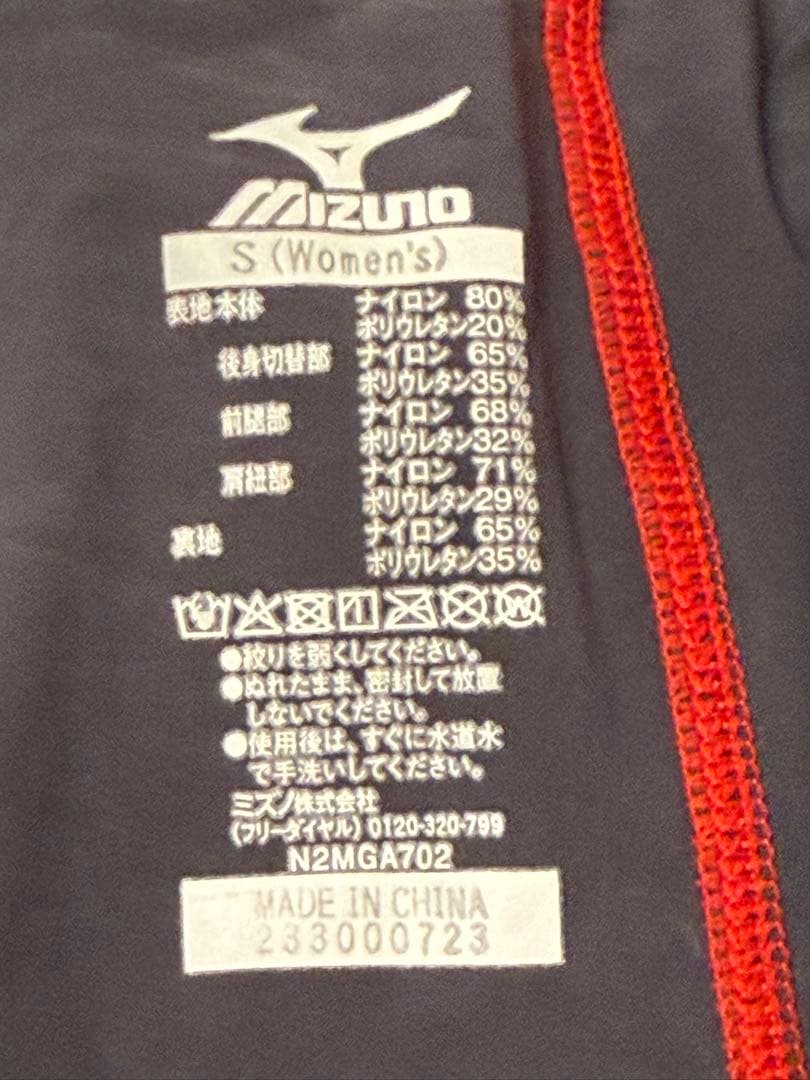 MIZUNO
S (Women's)
表地本体 ナイロン 80%
ポリウレタン20%
後身切替部 ナイロン 65%
ポリウレタン35%
前腿部 ナイロン 68%
ポリウレタン32%
肩紐部 ナイロン 71%
ポリウレタン29%
裏地 ナイロン 65%
ポリウレタン35%
●絞りを弱くしてください。
●ぬれたまま、密封して放置
しないでください。
●使用後は、すぐに水道水
で手洗いしてください。
ミズノ株式会社
(フリーダイヤル) 0120-320-799
N2MGA702
MADE IN CHINA
233000723